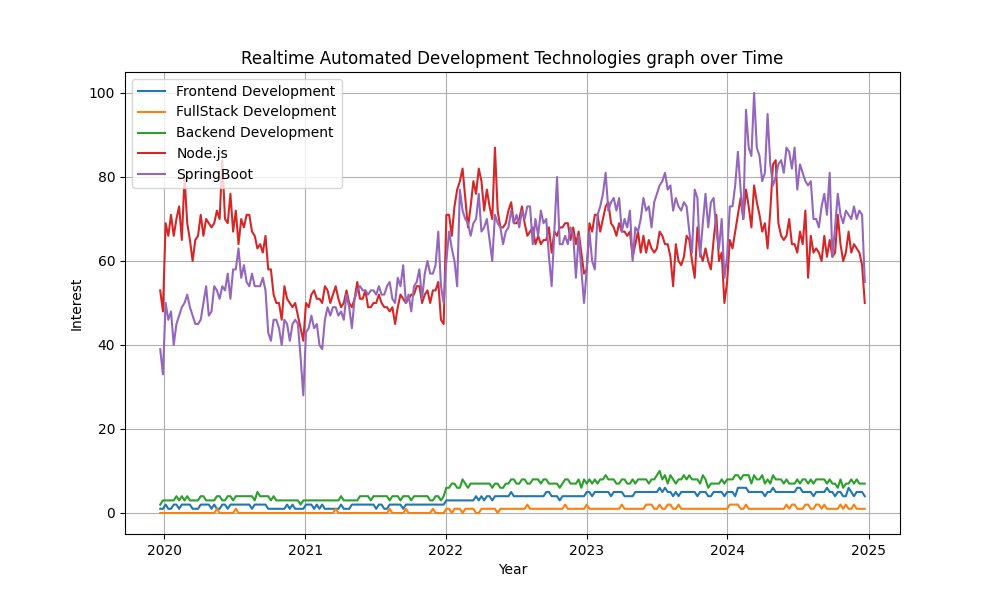 Realtime Automated Development Technologies graph over Time
Frontend Development
FullStack Development
Backend Development
Node.js
SpringBoot
100
80
60
40
20
0
Interest
2020
2021
2022
2023
2024
2025
Year